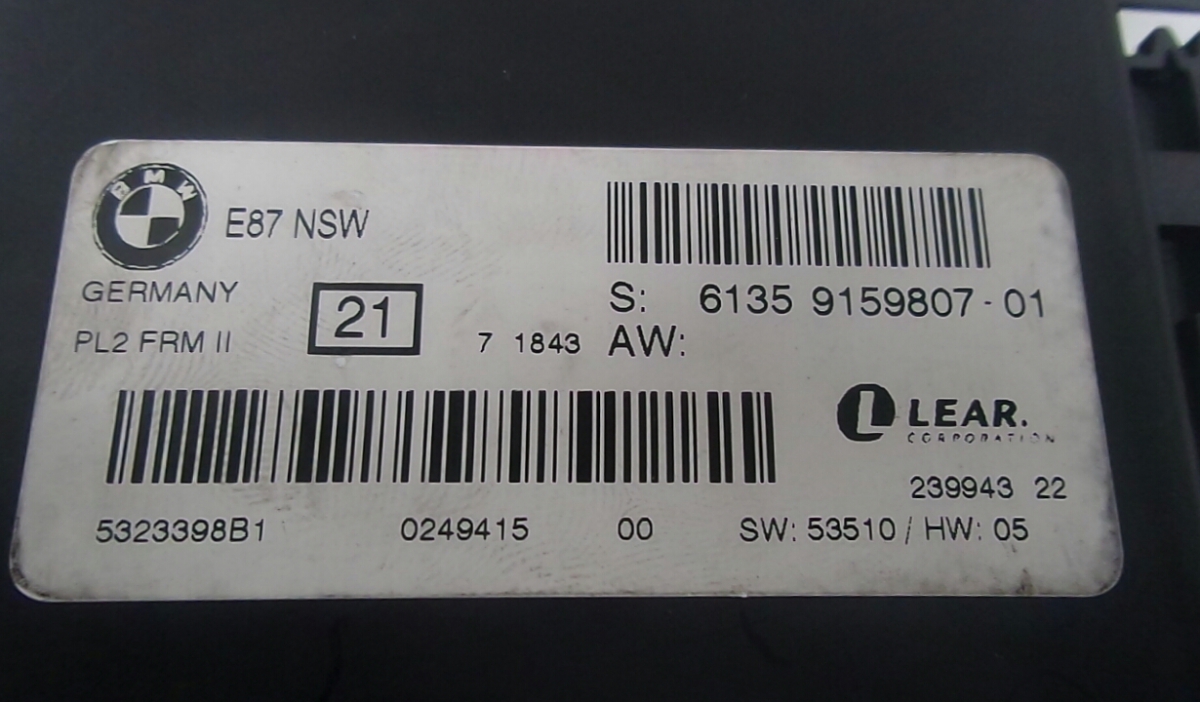 BMW
E87 NSW
GERMANY
PL2 FRM II
21
7 1843
S: 6135 9159807-01
AW:
LEAR.
CORPORATION
239943 22
5323398B1 0249415 00 SW: 53510 / HW: 05